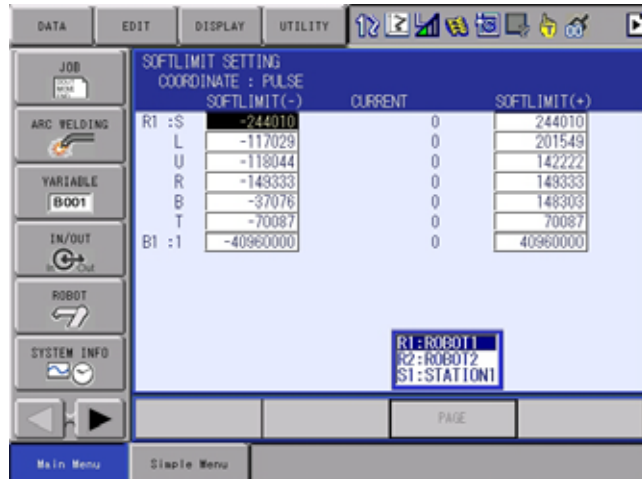 DATA EDIT DISPLAY UTILITY
JOB
ARC WELDING
VARIABLE
B001
IN/OUT
In Out
ROBOT
SYSTEM INFO
SOFTLIMIT SETTING
COORDINATE : PULSE
SOFTLIMIT(-) CURRENT SOFTLIMIT(+)
R1 :S -244010 0 244010
L -117029 0 201549
U -118044 0 142222
R -149333 0 149333
B -37076 0 148303
T -70087 0 70087
B1 :1 -40960000 0 40960000
R1:ROBOT1
R2:ROBOT2
S1:STATION1
PAGE
Main Menu Simple Menu